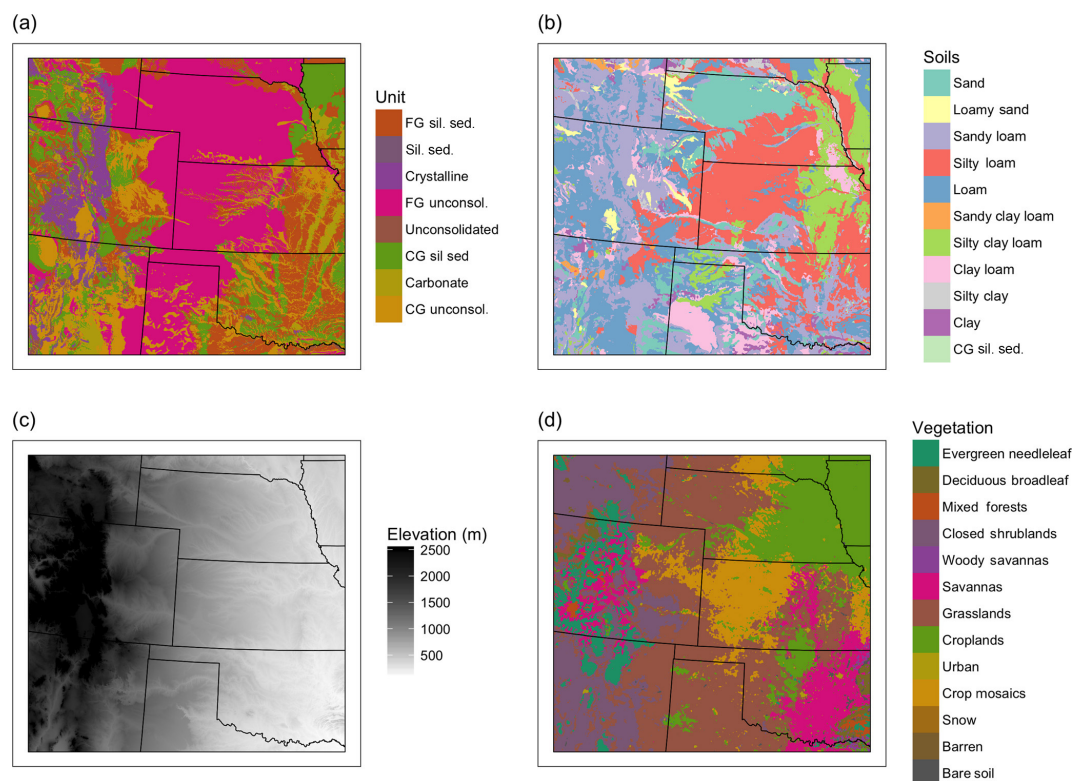 (a)
Unit
FG sil. sed.
Sil. sed.
Crystalline
FG unconsol.
Unconsolidated
CG sil sed
Carbonate
CG unconsol.
(b)
Soils
Sand
Loamy sand
Sandy loam
Silty loam
Loam
Sandy clay loam
Silty clay loam
Clay loam
Silty clay
Clay
CG sil. sed.
(c)
Elevation (m)
2500
2000
1500
1000
500
(d)
Vegetation
Evergreen needleleaf
Deciduous broadleaf
Mixed forests
Closed shrublands
Woody savannas
Savannas
Grasslands
Croplands
Urban
Crop mosaics
Snow
Barren
Bare soil